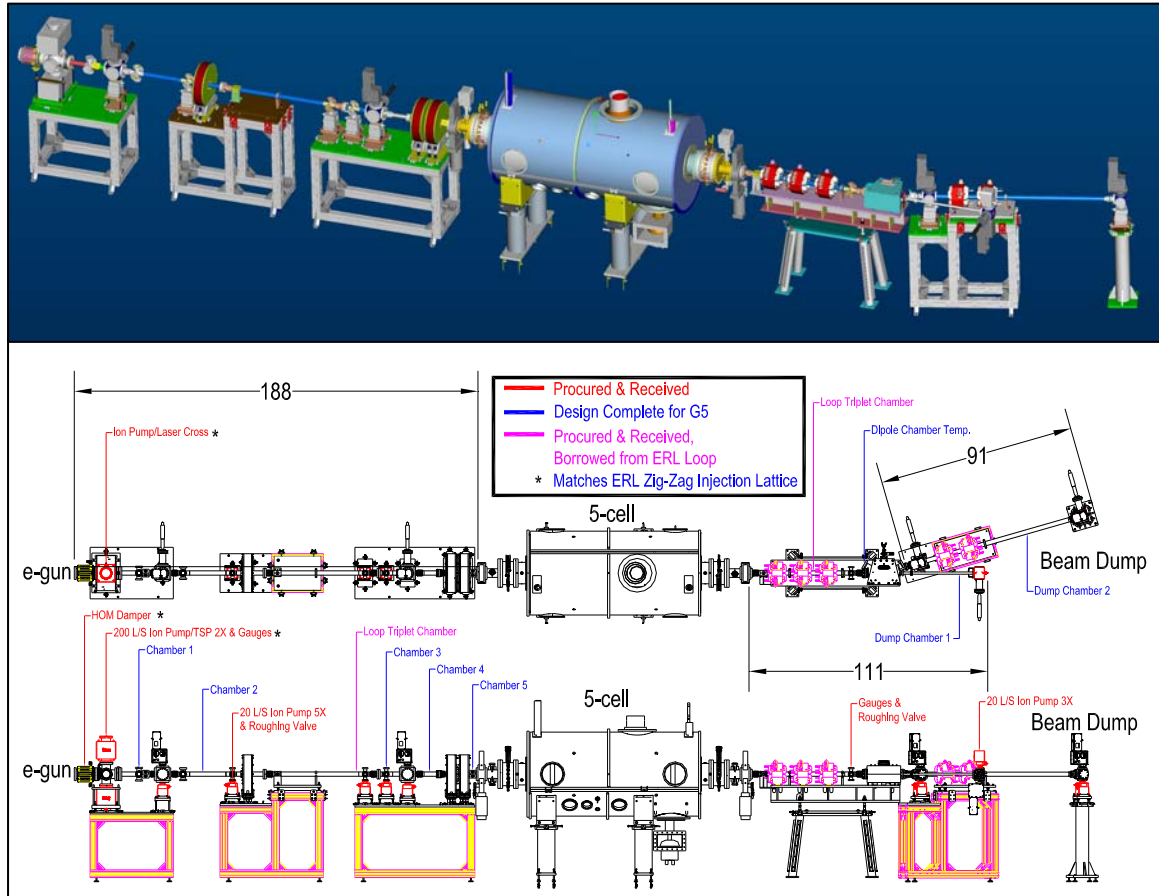 188
Procured & Received
Design Complete for G5
Procured & Received,
Borrowed from ERL Loop
* Matches ERL Zig-Zag Injection Lattice
Loop Triplet Chamber
Dipole Chamber Temp.
91
Ion Pump/Laser Cross *
5-cell
e-gun
Beam Dump
Dump Chamber 2
Dump Chamber 1
HOM Damper *
200 L/S Ion Pump/TSP 2X & Gauges *
Loop Triplet Chamber
Chamber 1
Chamber 2
Chamber 3
Chamber 4
Chamber 5
111
5-cell
20 L/S Ion Pump 5X
& Roughing Valve
Gauges &
Roughing Valve
20 L/S Ion Pump 3X
Beam Dump
e-gun